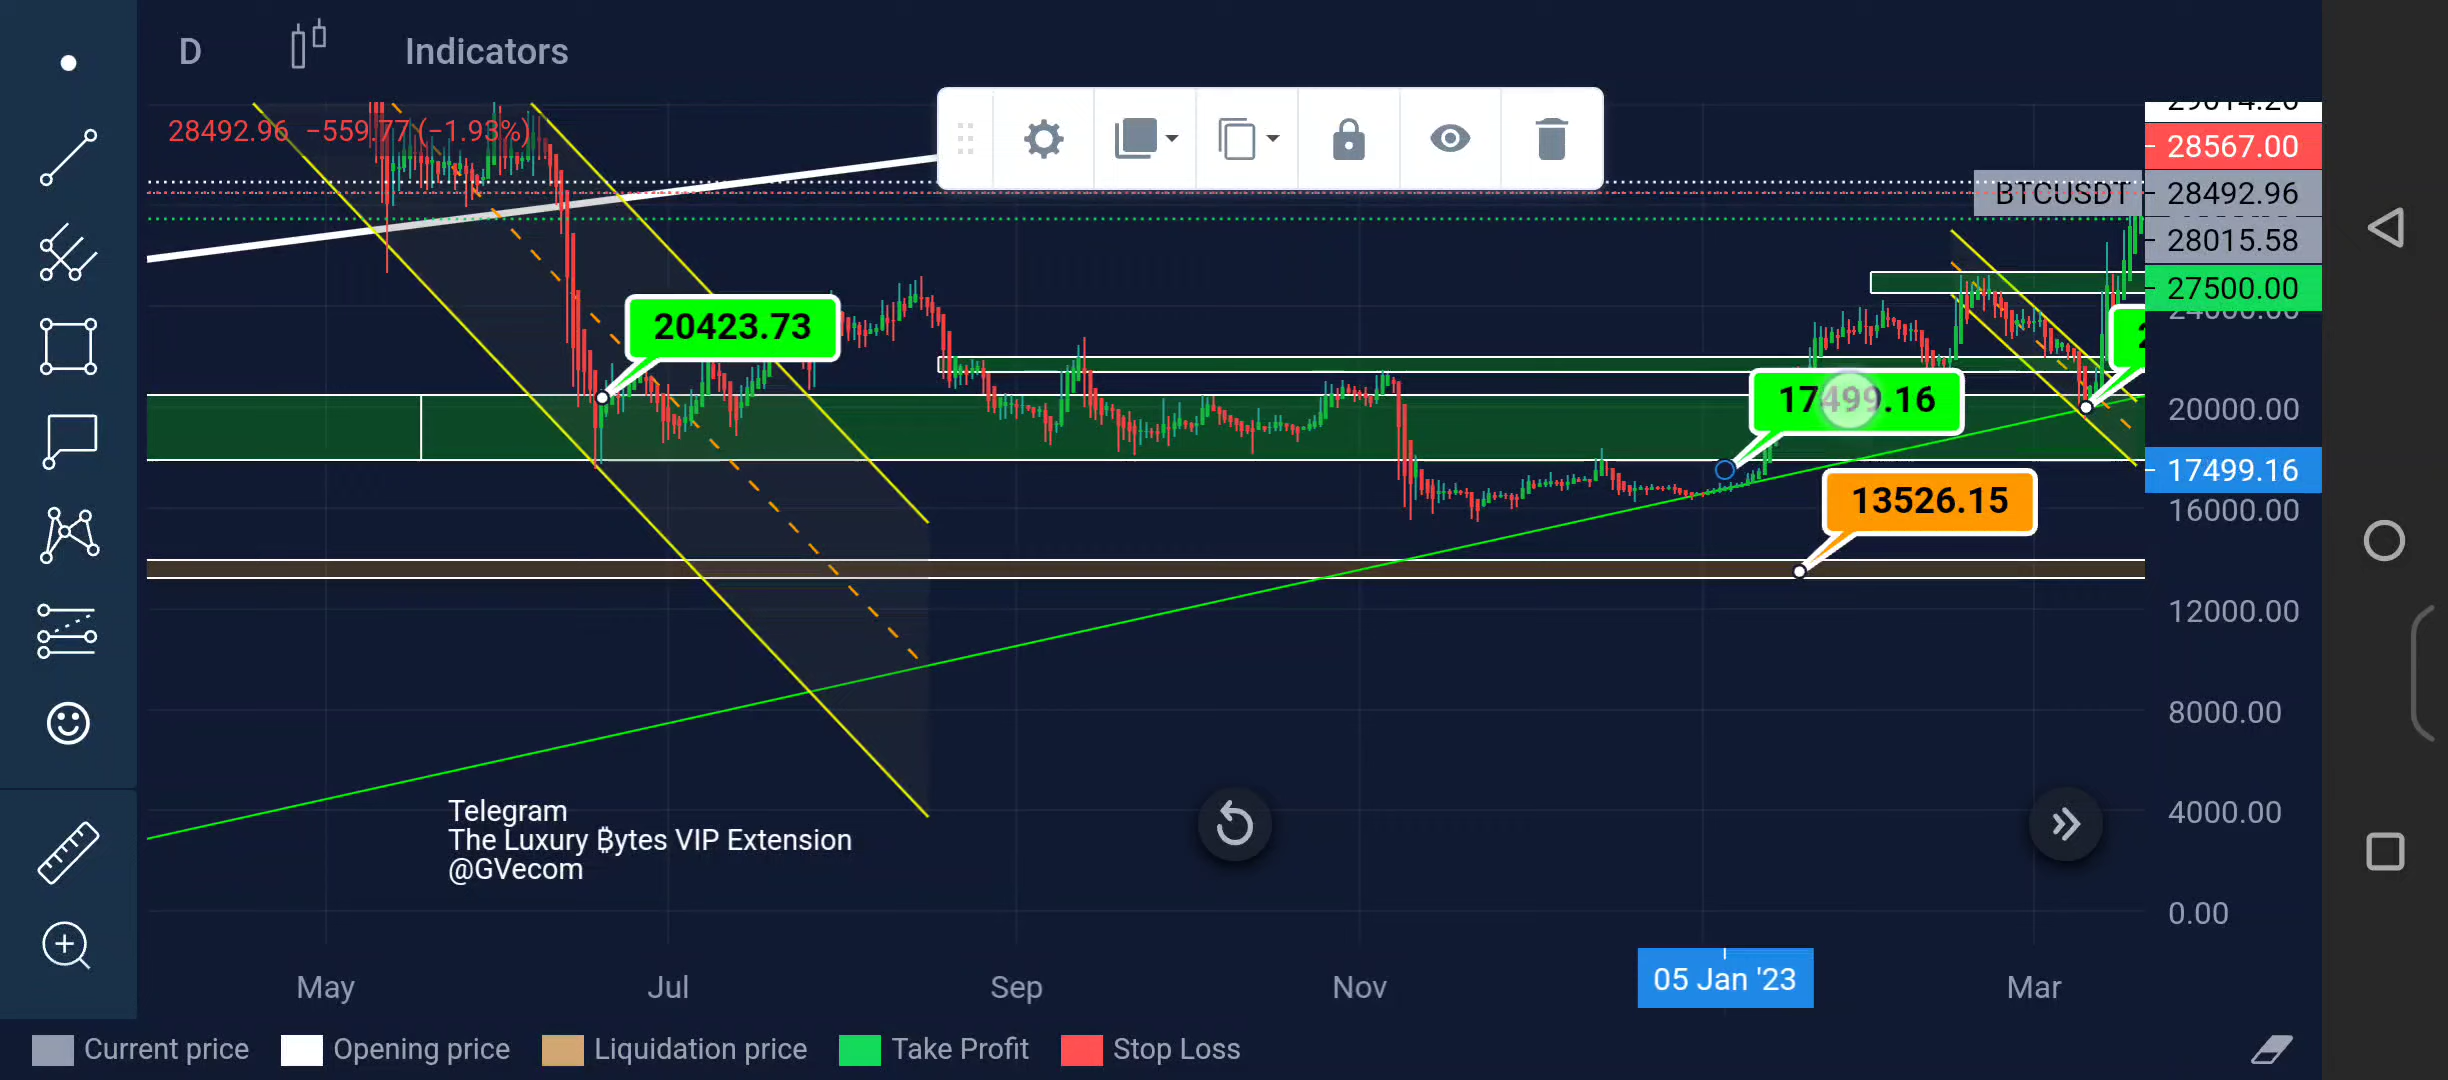 D
Indicators
28492.96 −559.77 (−1.93%)
28567.00
BTCUSDT
28492.96
28015.58
27500.00
24000.00
20423.73
17499.16
20000.00
17499.16
13526.15
16000.00
12000.00
8000.00
Telegram
The Luxury ₿ytes VIP Extension
@GVecom
4000.00
0.00
May
Jul
Sep
Nov
05 Jan '23
Mar
Current price
Opening price
Liquidation price
Take Profit
Stop Loss